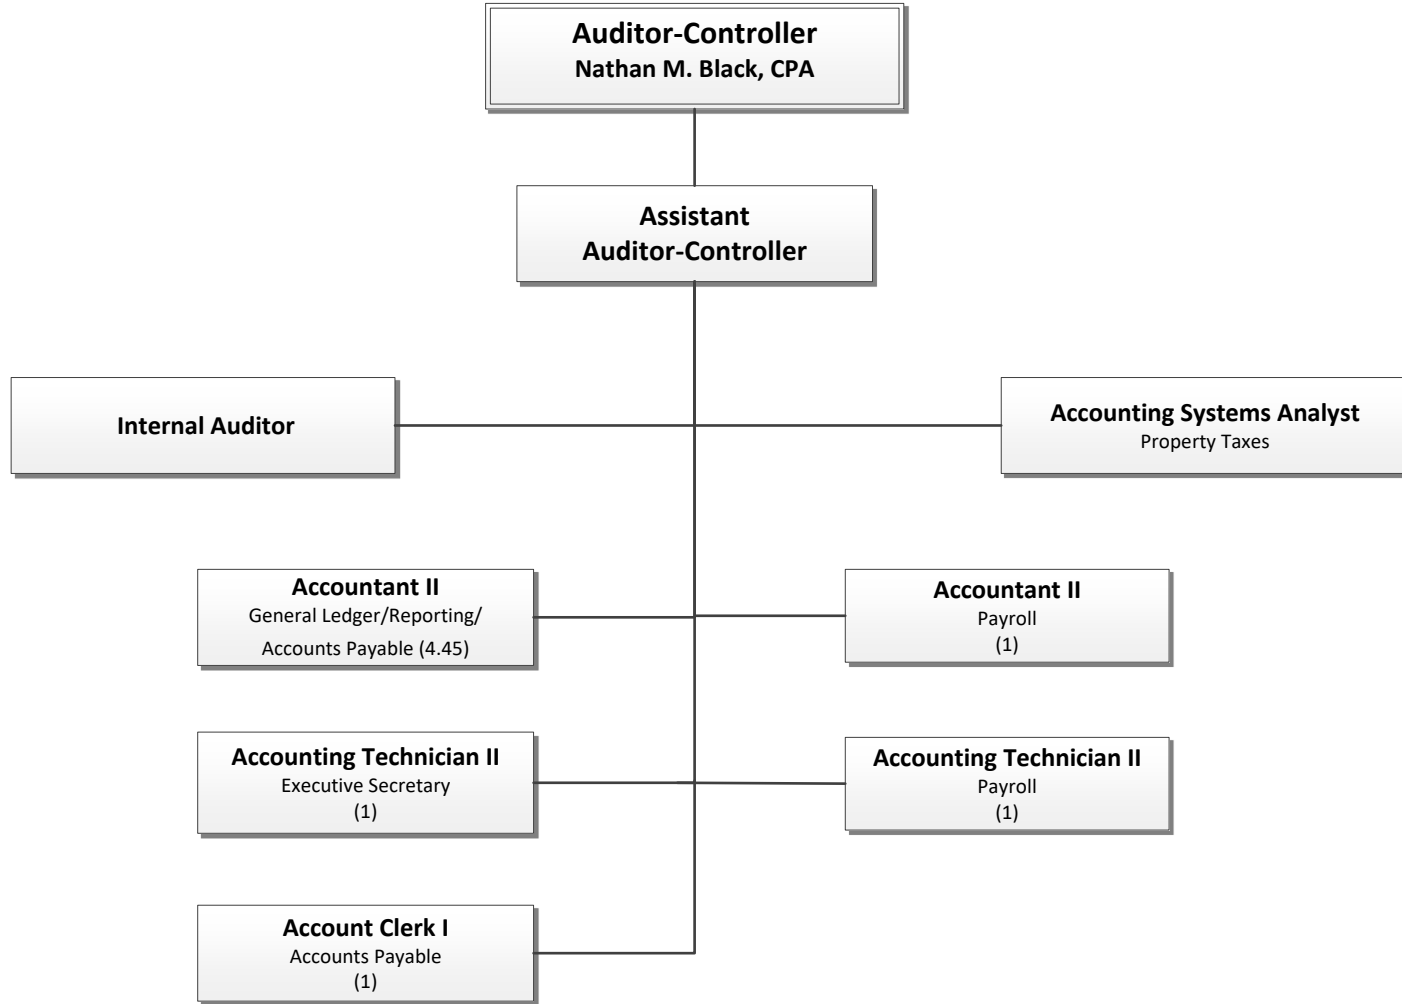 Auditor-Controller
Nathan M. Black, CPA
Assistant
Auditor-Controller
Internal Auditor
Accounting Systems Analyst
Property Taxes
Accountant II
General Ledger/Reporting/
Accounts Payable (4.45)
Accountant II
Payroll
(1)
Accounting Technician II
Executive Secretary
(1)
Accounting Technician II
Payroll
(1)
Account Clerk I
Accounts Payable
(1)